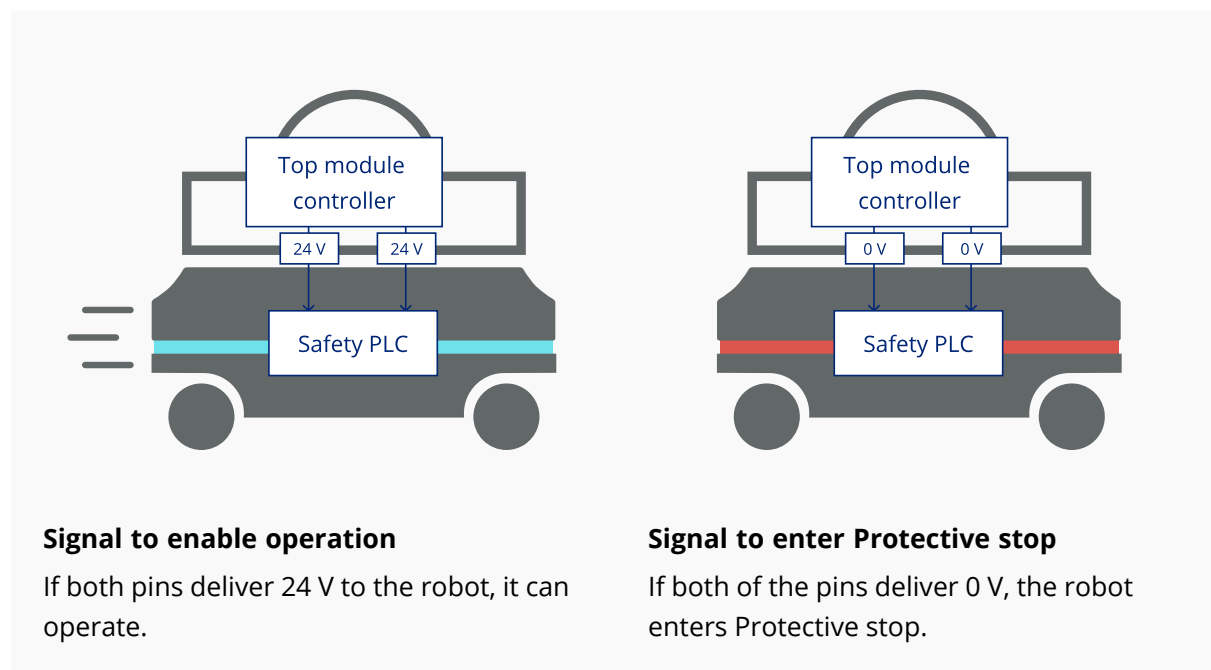 Top module
controller
24 V
24 V
Safety PLC
Top module
controller
0 V
0 V
Safety PLC
Signal to enable operation
If both pins deliver 24 V to the robot, it can
operate.
Signal to enter Protective stop
If both of the pins deliver 0 V, the robot
enters Protective stop.